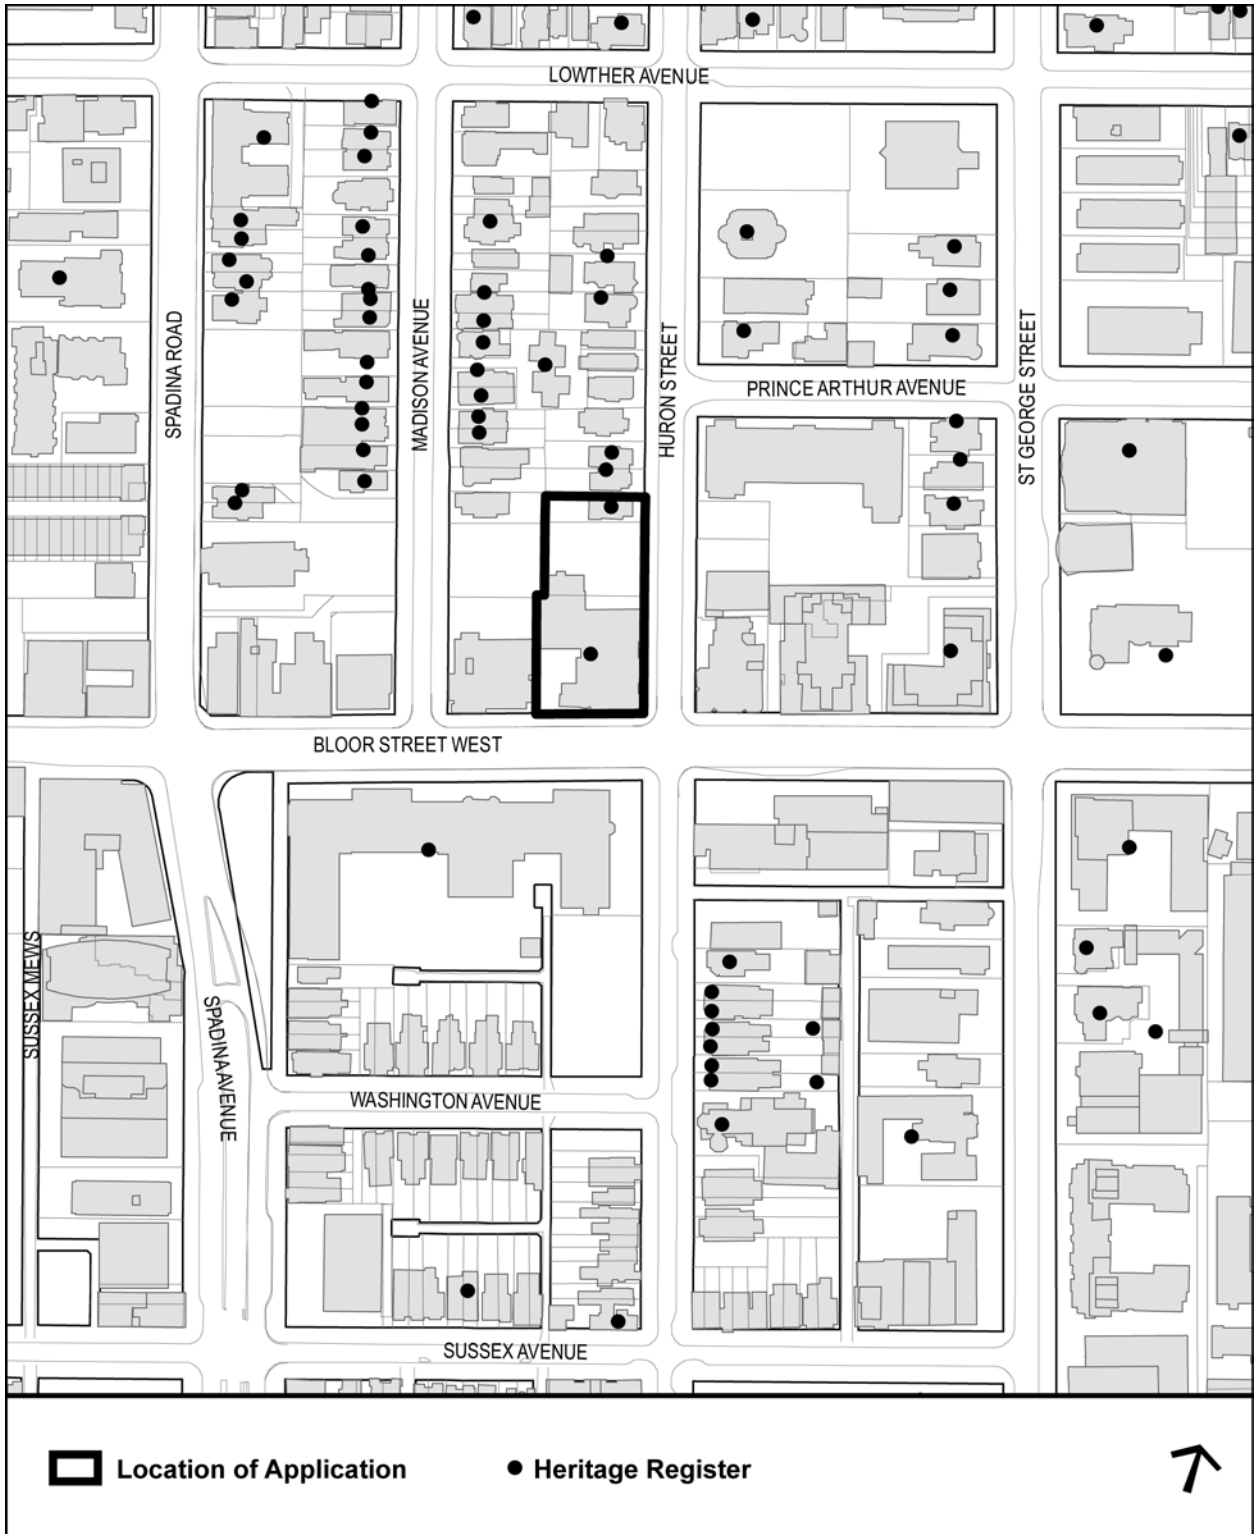 LOWTHER AVENUE
SPADINA ROAD
MADISON AVENUE
HURON STREET
ST GEORGE STREET
PRINCE ARTHUR AVENUE
BLOOR STREET WEST
SUSSEX MEWS
SPADINA AVENUE
WASHINGTON AVENUE
SUSSEX AVENUE
Location of Application
Heritage Register